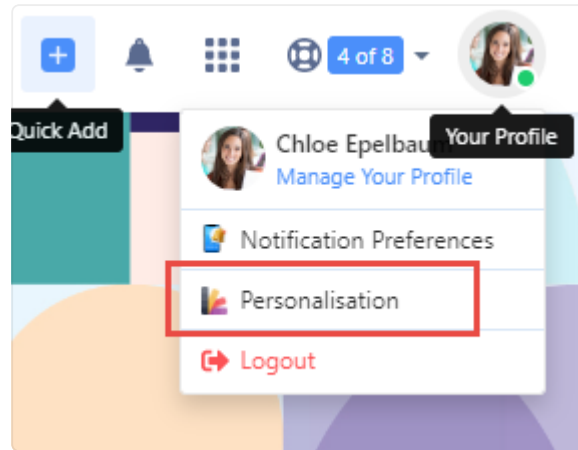 4 of 8
Quick Add
Your Profile
Chloe Epelbaum
Manage Your Profile
Notification Preferences
Personalisation
Logout